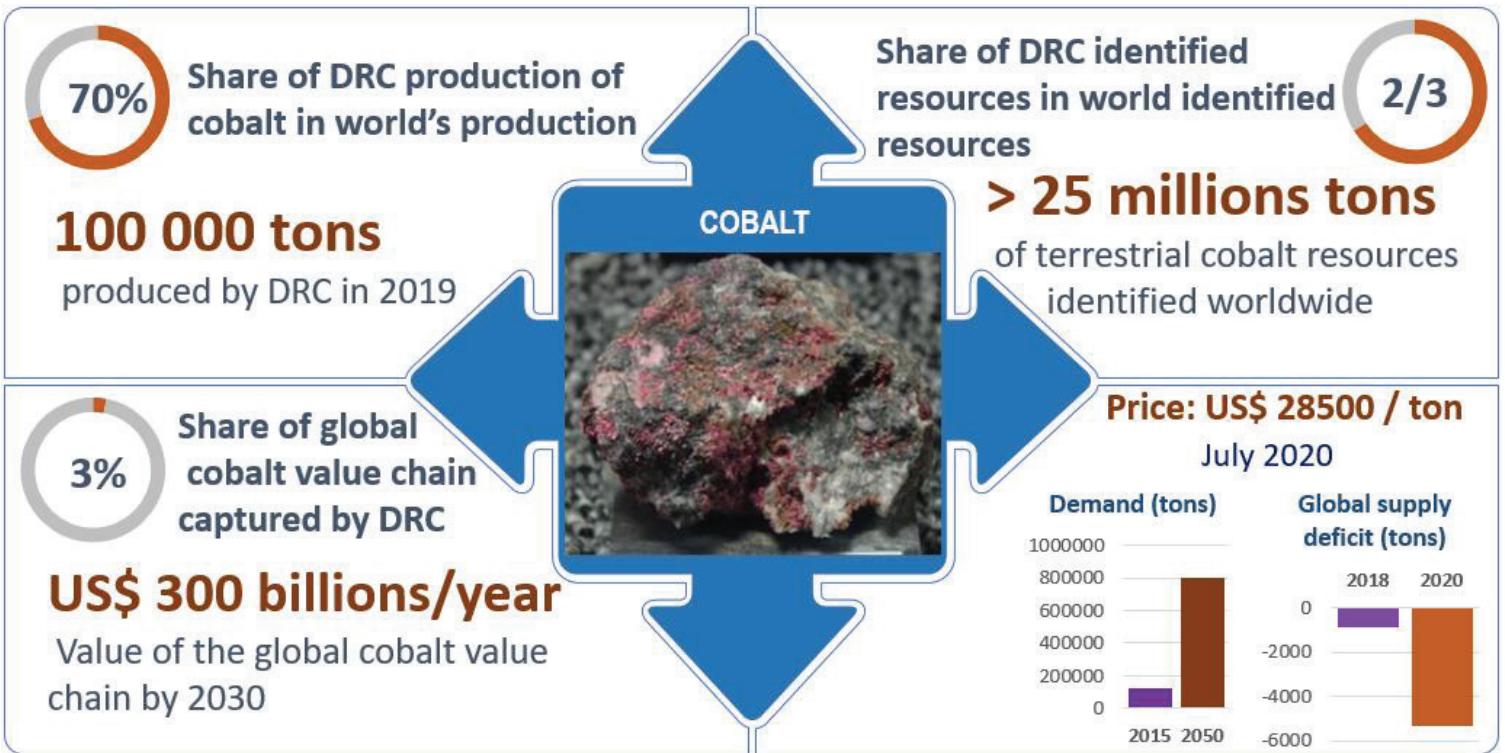 70%
Share of DRC production of
cobalt in world's production
100 000 tons
produced by DRC in 2019
Share of DRC identified
resources in world identified
resources
2/3
> 25 millions tons
of terrestrial cobalt resources
identified worldwide
COBALT
3%
Share of global
cobalt value chain
captured by DRC
US$ 300 billions/year
Value of the global cobalt value
chain by 2030
Price: US$ 28500 / ton
July 2020
Demand (tons)
1000000
800000
600000
400000
200000
0
2015 2050
Global supply
deficit (tons)
2018 2020
0
-2000
-4000
-6000